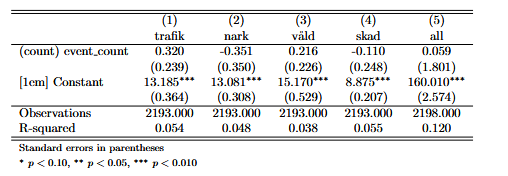 (1) (2) (3) (4) (5)
trafik nark våld skad all
(count) event_count 0.320 -0.351 0.216 -0.110 0.059
(0.239) (0.350) (0.226) (0.248) (1.801)
[1em] Constant 13.185*** 13.081*** 15.170*** 8.875*** 160.010***
(0.364) (0.308) (0.529) (0.207) (2.574)
Observations 2193.000 2193.000 2193.000 2193.000 2198.000
R-squared 0.054 0.048 0.038 0.055 0.120
Standard errors in parentheses
* p < 0.10, ** p < 0.05, *** p < 0.010